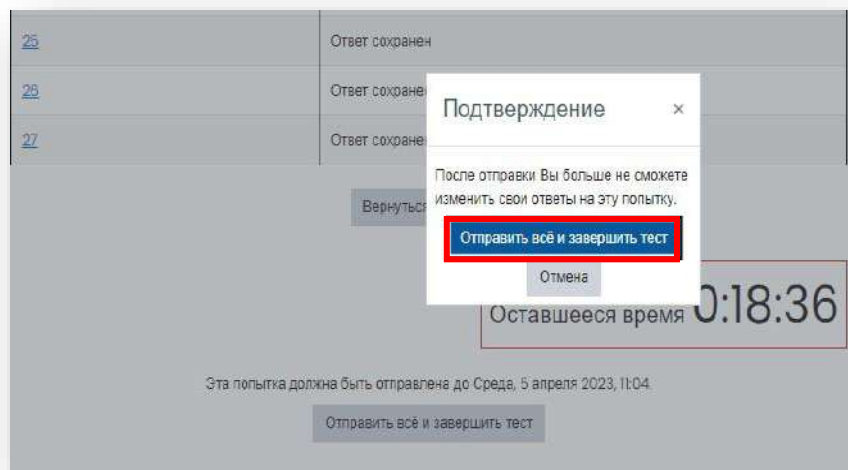 25
Ответ сохранен
26
Ответ сохранен
27
Ответ сохране
Подтверждение ×
После отправки Вы больше не сможете
изменить свои ответы на эту попытку.
Отправить всё и завершить тест
Отмена
Вернутьс
Оставшееся время 0:18:36
Эта попытка должна быть отправлена до Среда, 5 апреля 2023, 11:04.
Отправить всё и завершить тест